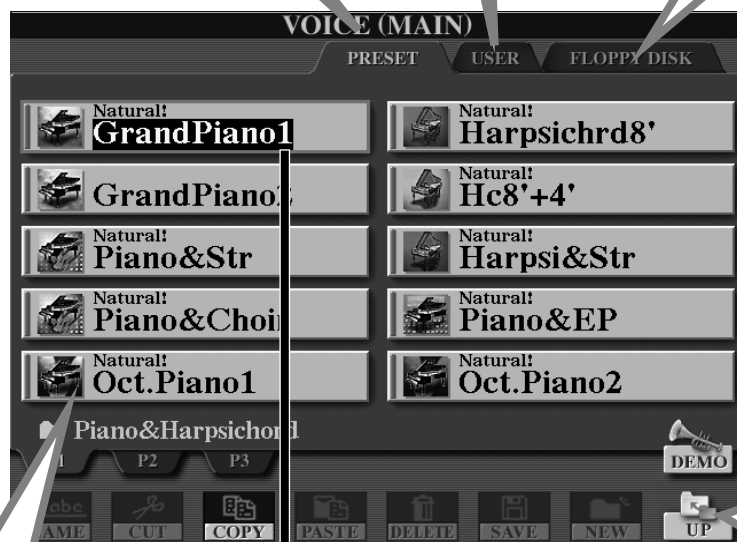 VOICE (MAIN)
PRESET USER FLOPPY DISK
Natural!
GrandPiano1
Natural!
Harpsichrd8'
GrandPiano2
Natural!
Hc8'+4'
Natural!
Piano&Str
Natural!
Harpsi&Str
Natural!
Piano&Choir
Natural!
Piano&EP
Natural!
Oct.Piano1
Natural!
Oct.Piano2
Piano&Harpsichord
P2 P3
DEMO
CUT COPY PASTE DELETE SAVE NEW UP